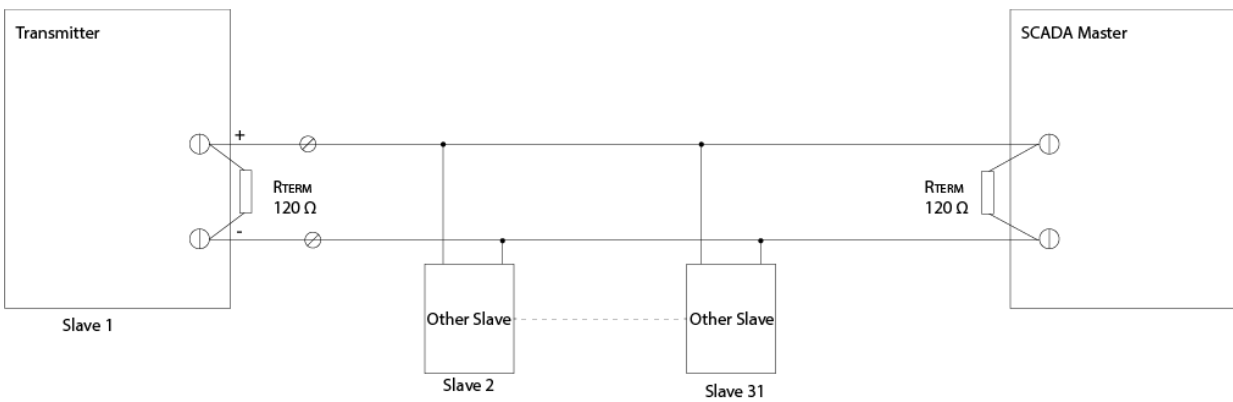 Transmitter
SCADA Master
+
RTERM
120 Ω
RTERM
120 Ω
-
Other Slave
Other Slave
Slave 1
Slave 2
Slave 31